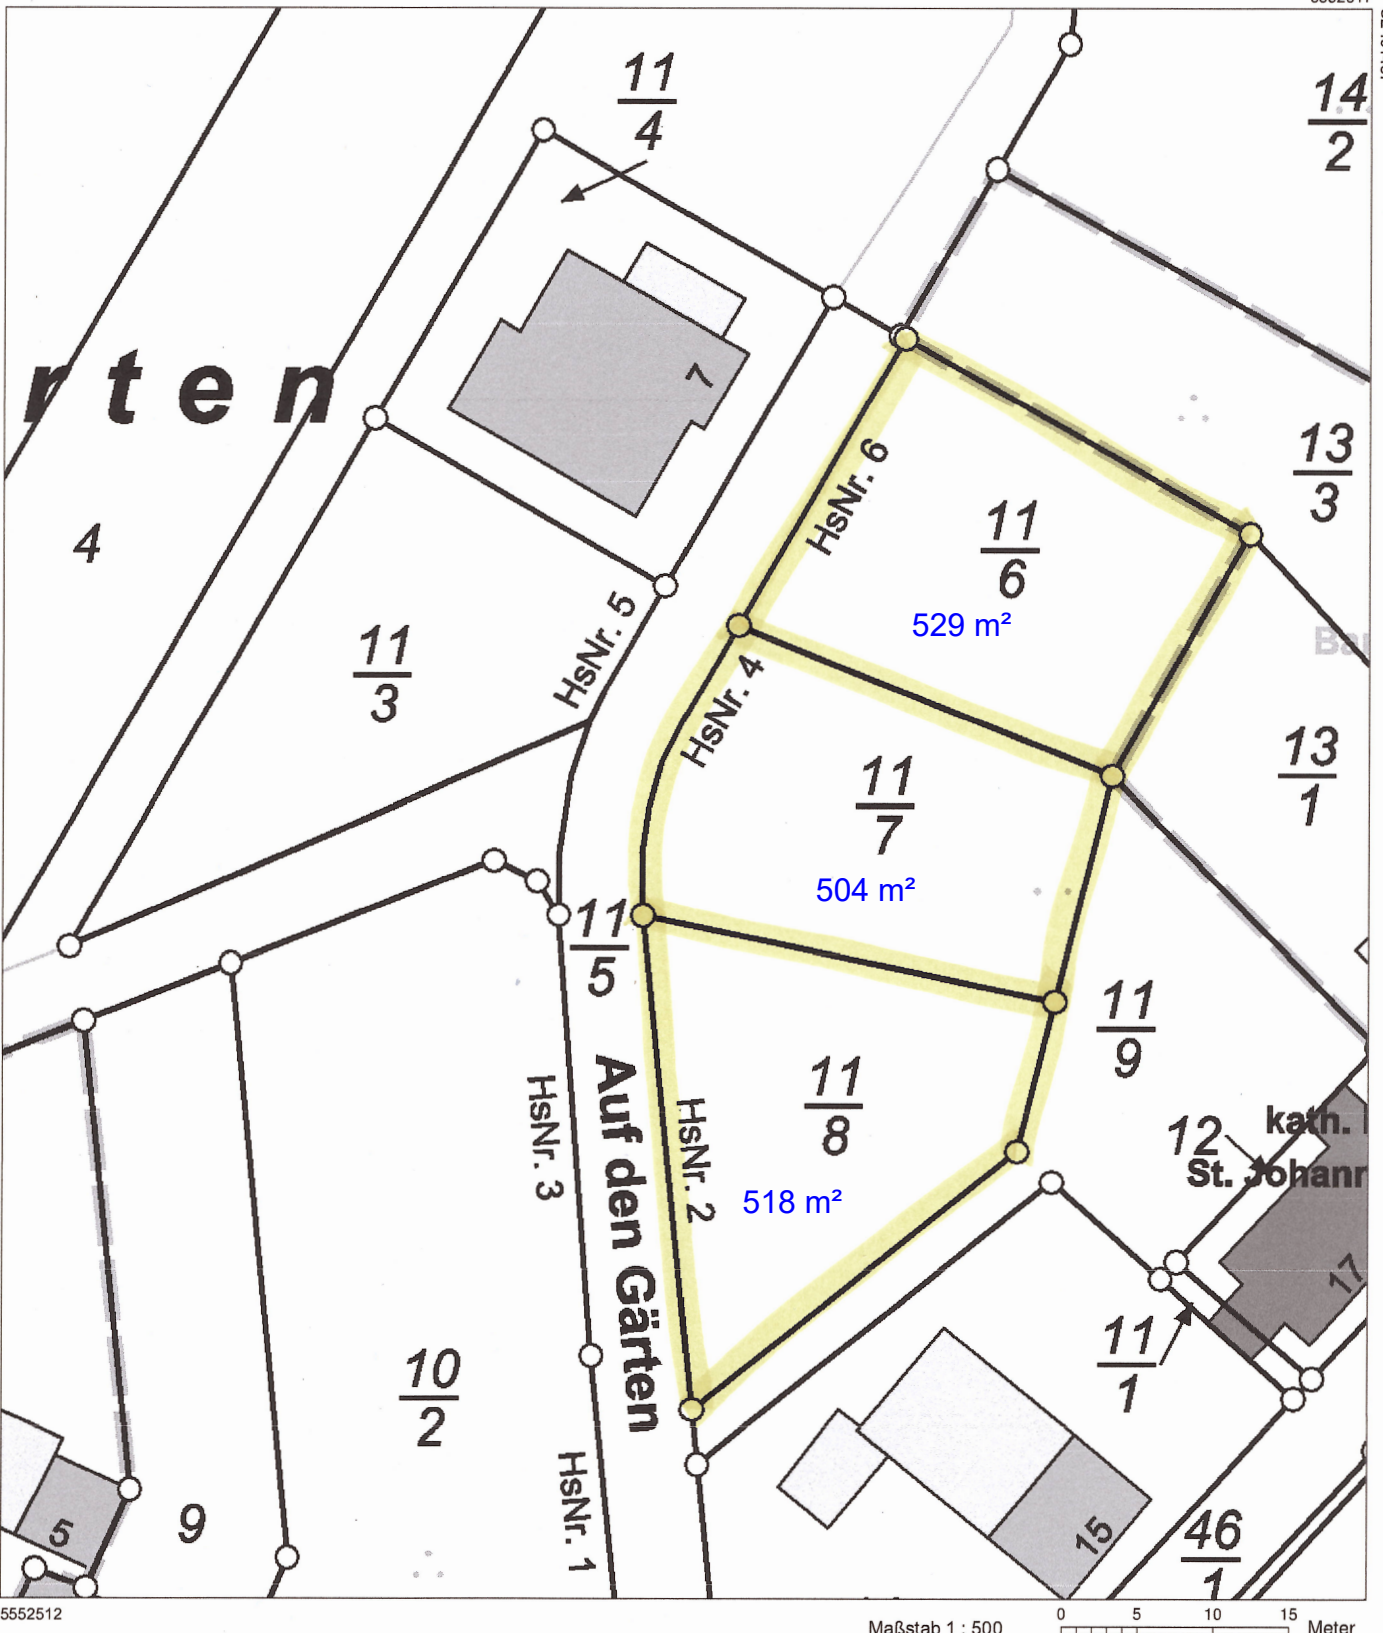 11
4
14
2
rten
7
HsNr. 6
13
3
11
6
529 m²
4
HsNr. 5
11
3
HsNr. 4
13
1
11
7
504 m²
11
5
11
9
Auf den Gärten
HsNr. 3
HsNr. 2
11
8
518 m²
12
kath.
St. Johann
17
11
1
10
2
HsNr. 1
9
5
15
46
1
5552512
Maßstab 1 : 500
0 5 10 15 Meter